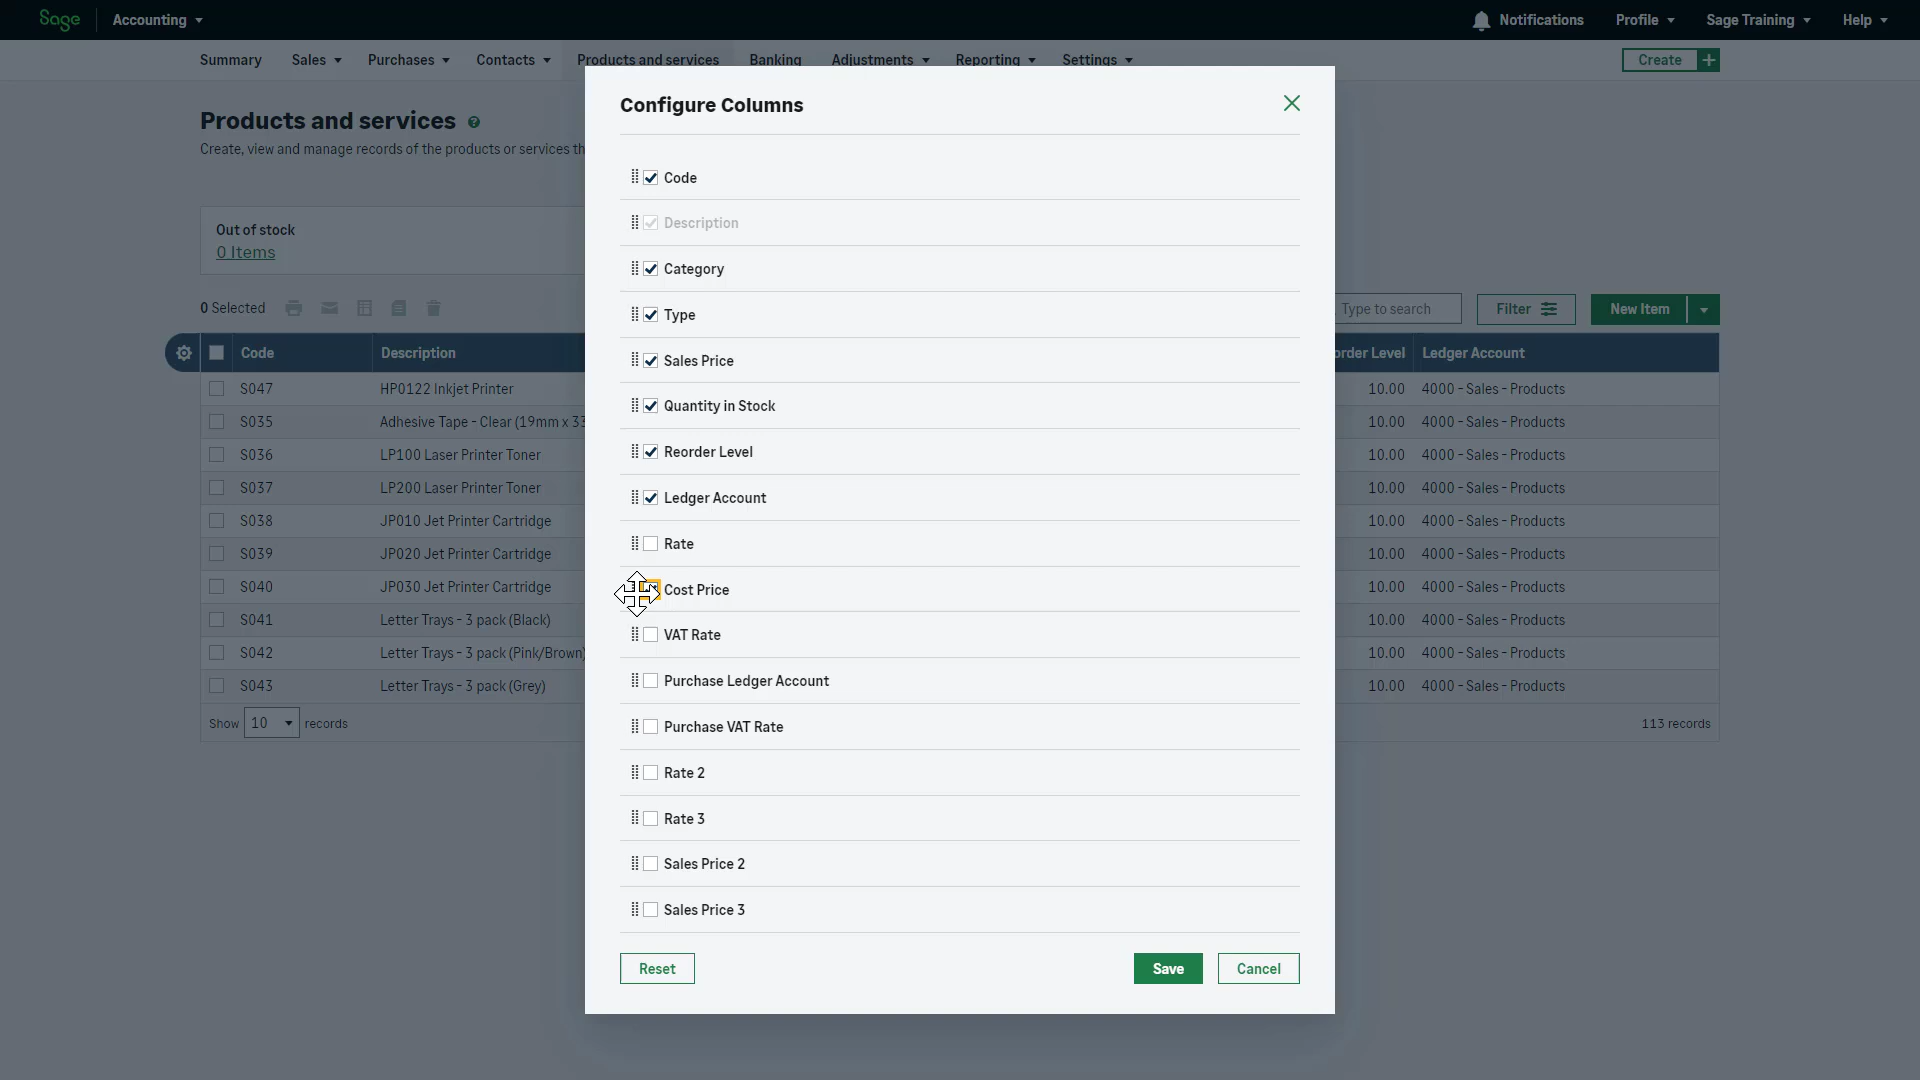 Sage
Accounting
Notifications
Profile
Sage Training
Help
Summary
Sales
Purchases
Contacts
Products and services
Banking
Adjustments
Reporting
Settings
Create
Configure Columns
Products and services
Create, view and manage records of the products or services
Out of stock
0 Items
0 Selected
Type to search
Filter
New Item
Code
Description
Level
Ledger Account
S047
HP0122 Inkjet Printer
10.00
4000 - Sales - Products
S035
Adhesive Tape - Clear (19mm x
10.00
4000 - Sales - Products
S036
LP100 Laser Printer Toner
10.00
4000 - Sales - Products
S037
LP200 Laser Printer Toner
10.00
4000 - Sales - Products
S038
JP010 Jet Printer Cartridge
10.00
4000 - Sales - Products
S039
JP020 Jet Printer Cartridge
10.00
4000 - Sales - Products
S040
JP030 Jet Printer Cartridge
10.00
4000 - Sales - Products
S041
Letter Trays - 3 pack (Black)
10.00
4000 - Sales - Products
S042
Letter Trays - 3 pack (Pink/Brown)
10.00
4000 - Sales - Products
S043
Letter Trays - 3 pack (Grey)
10.00
4000 - Sales - Products
Show 10 records
113 records
Code
Description
Category
Type
Sales Price
Quantity in Stock
Reorder Level
Ledger Account
Rate
Cost Price
VAT Rate
Purchase Ledger Account
Purchase VAT Rate
Rate 2
Rate 3
Sales Price 2
Sales Price 3
Reset
Save
Cancel